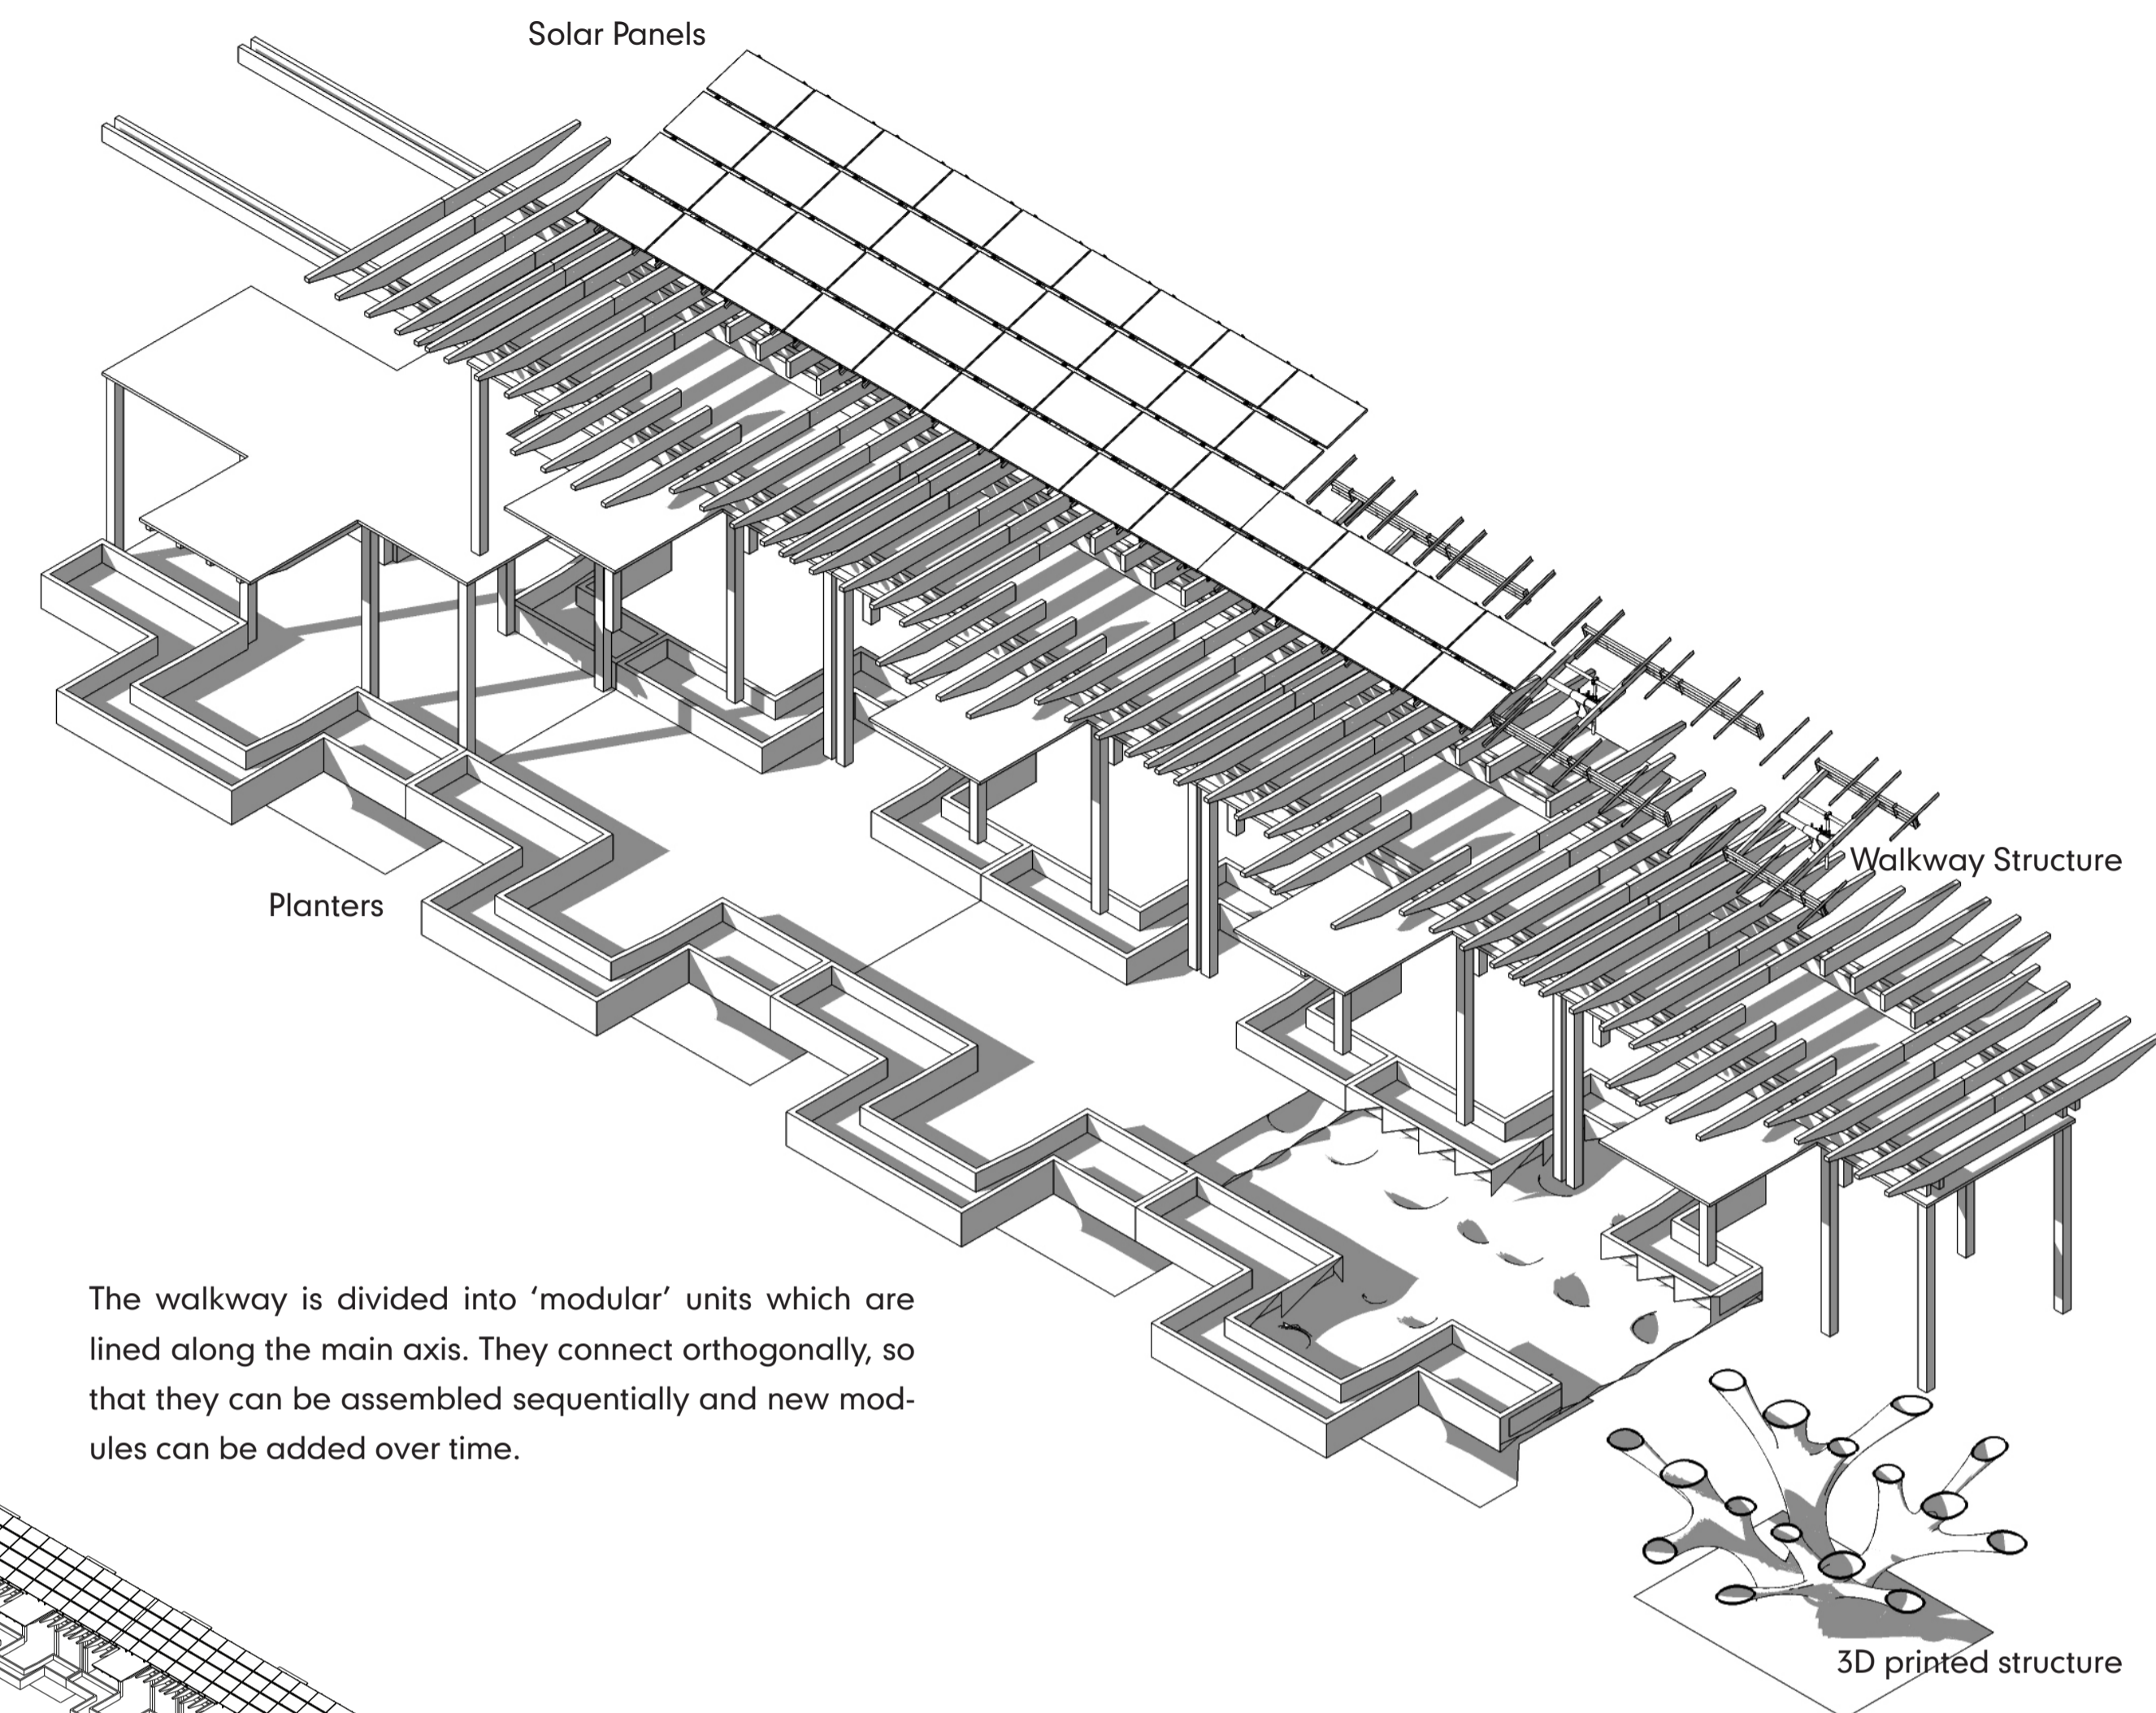 Solar Panels
Walkway Structure
Planters
The walkway is divided into ‘modular’ units which are
lined along the main axis. They connect orthogonally, so
that they can be assembled sequentially and new mod-
ules can be added over time.
3D printed structure